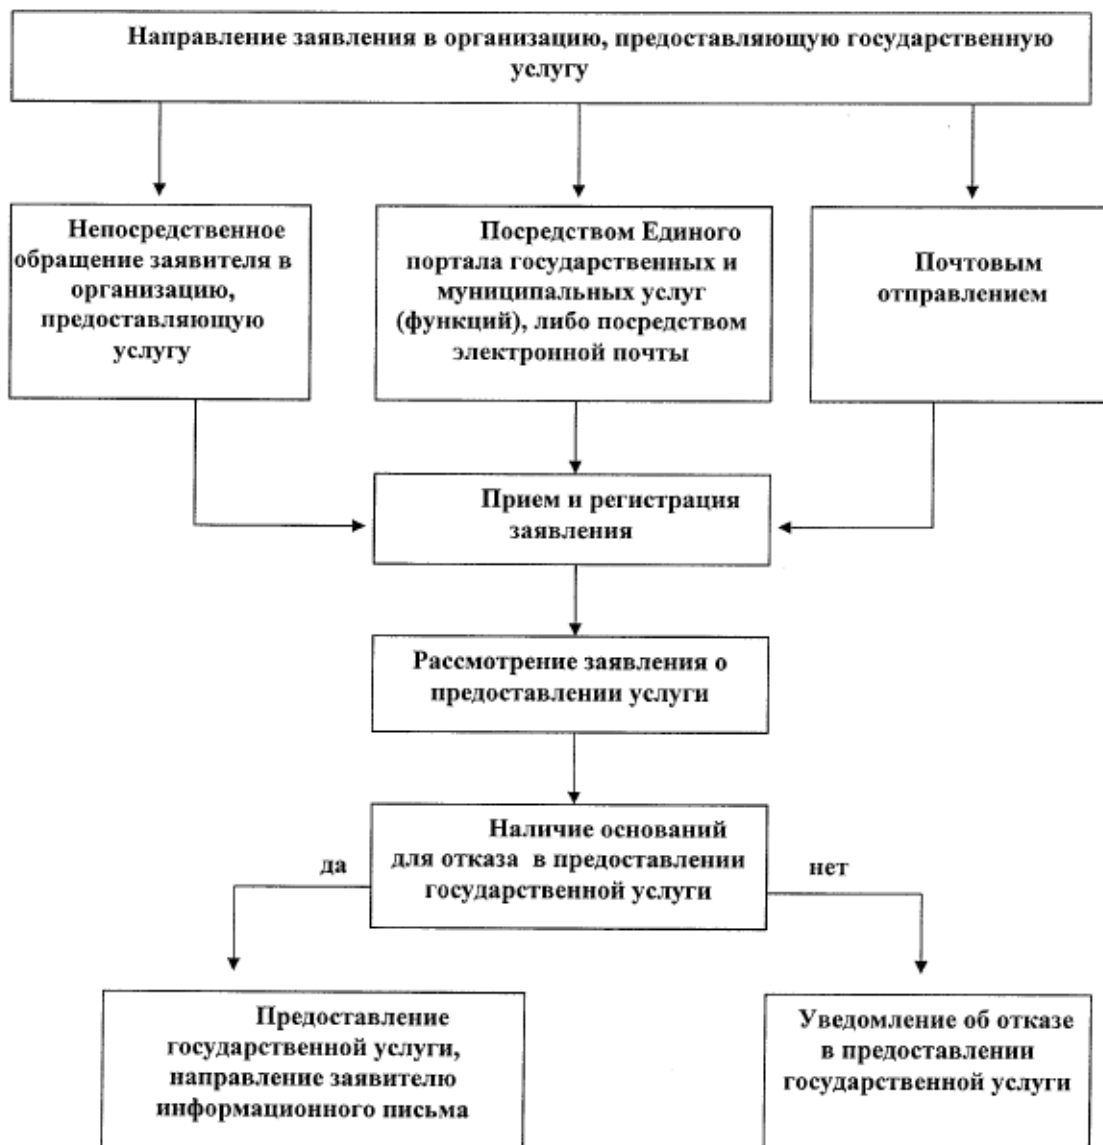 Направление заявления в организацию, предоставляющую государственную
услугу
Непосредственное
обращение заявителя в
организацию,
предоставляющую
услугу
Посредством Единого
портала государственных и
муниципальных услуг
(функций), либо посредством
электронной почты
Почтовым
отправлением
Прием и регистрация
заявления
Рассмотрение заявления о
предоставлении услуги
Наличие оснований
для отказа в предоставлении
государственной услуги
да
нет
Предоставление
государственной услуги,
направление заявителю
информационного письма
Уведомление об отказе
в предоставлении
государственной услуги